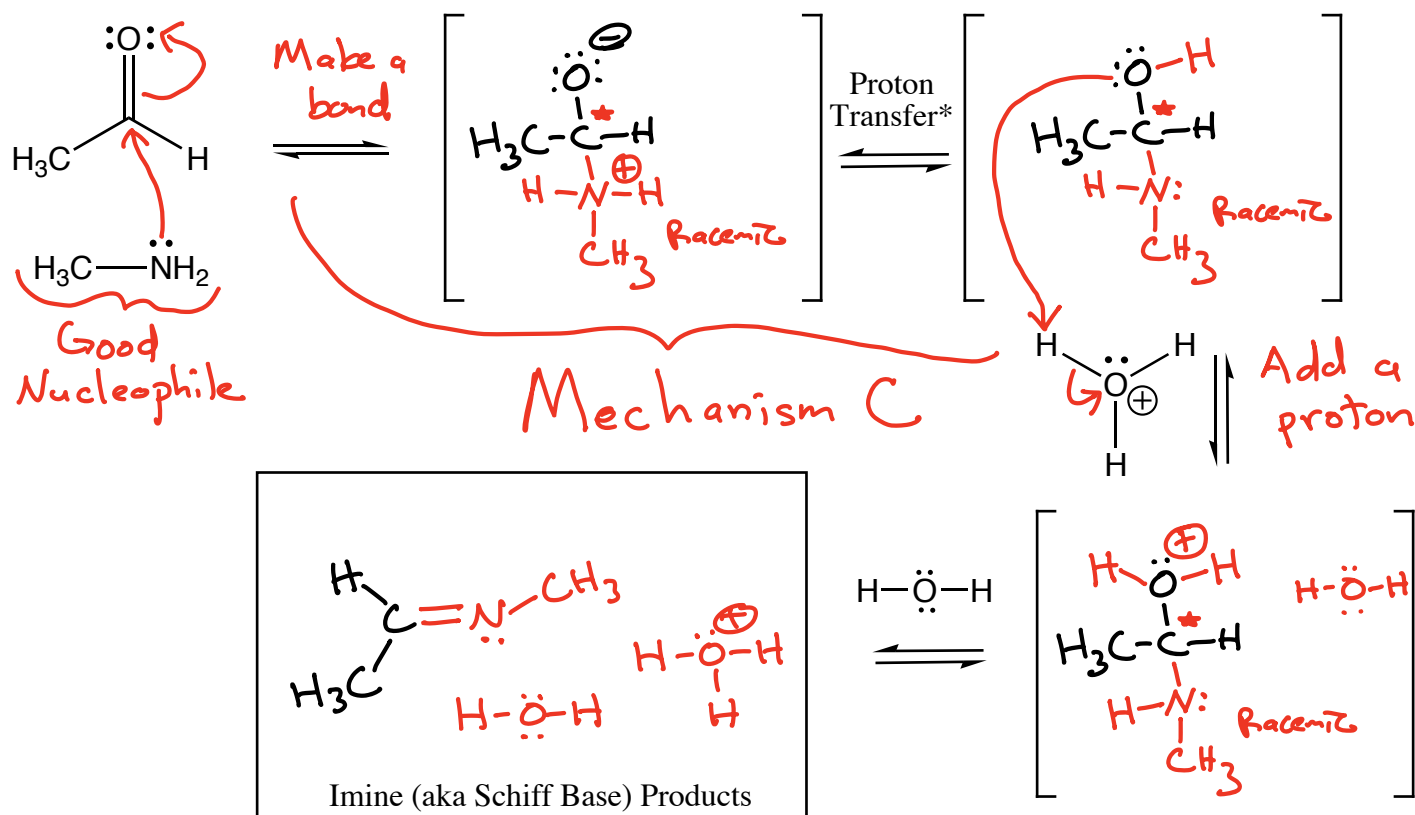 :O:
H3C
H
H3C—NH2
Good
Nucleophile
Make a
bond
O
H3C-C-H
*
H-N-H
CH3
Racemic
Proton
Transfer*
O-H
H3C-C-H
*
H-N:
CH3
Racemic
Mechanism C
H
H
O
H
Add a
proton
H
O
H
H3C-C-H
*
H-N:
CH3
Racemic
H-O-H
H—O—H
H
C=N
CH3
H3C
H-O-H
H-O-H
H
Imine (aka Schiff Base) Products